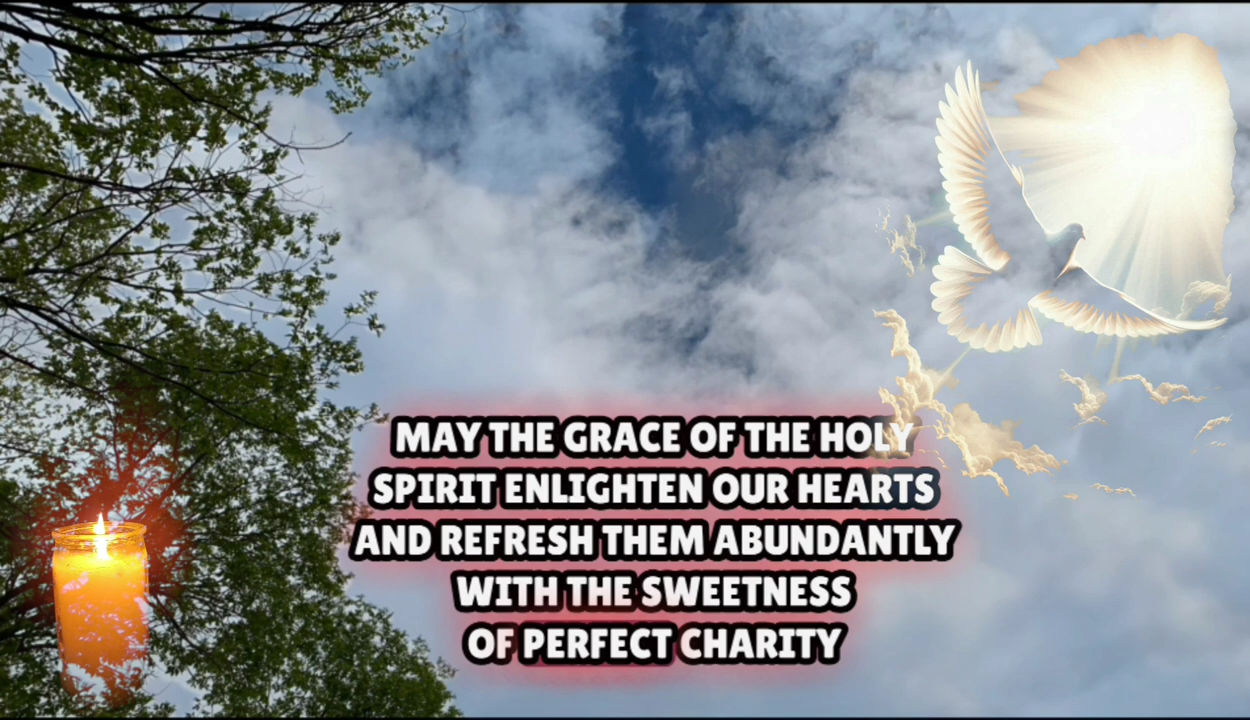 MAY THE GRACE OF THE HOLY
SPIRIT ENLIGHTEN OUR HEARTS
AND REFRESH THEM ABUNDANTLY
WITH THE SWEETNESS
OF PERFECT CHARITY